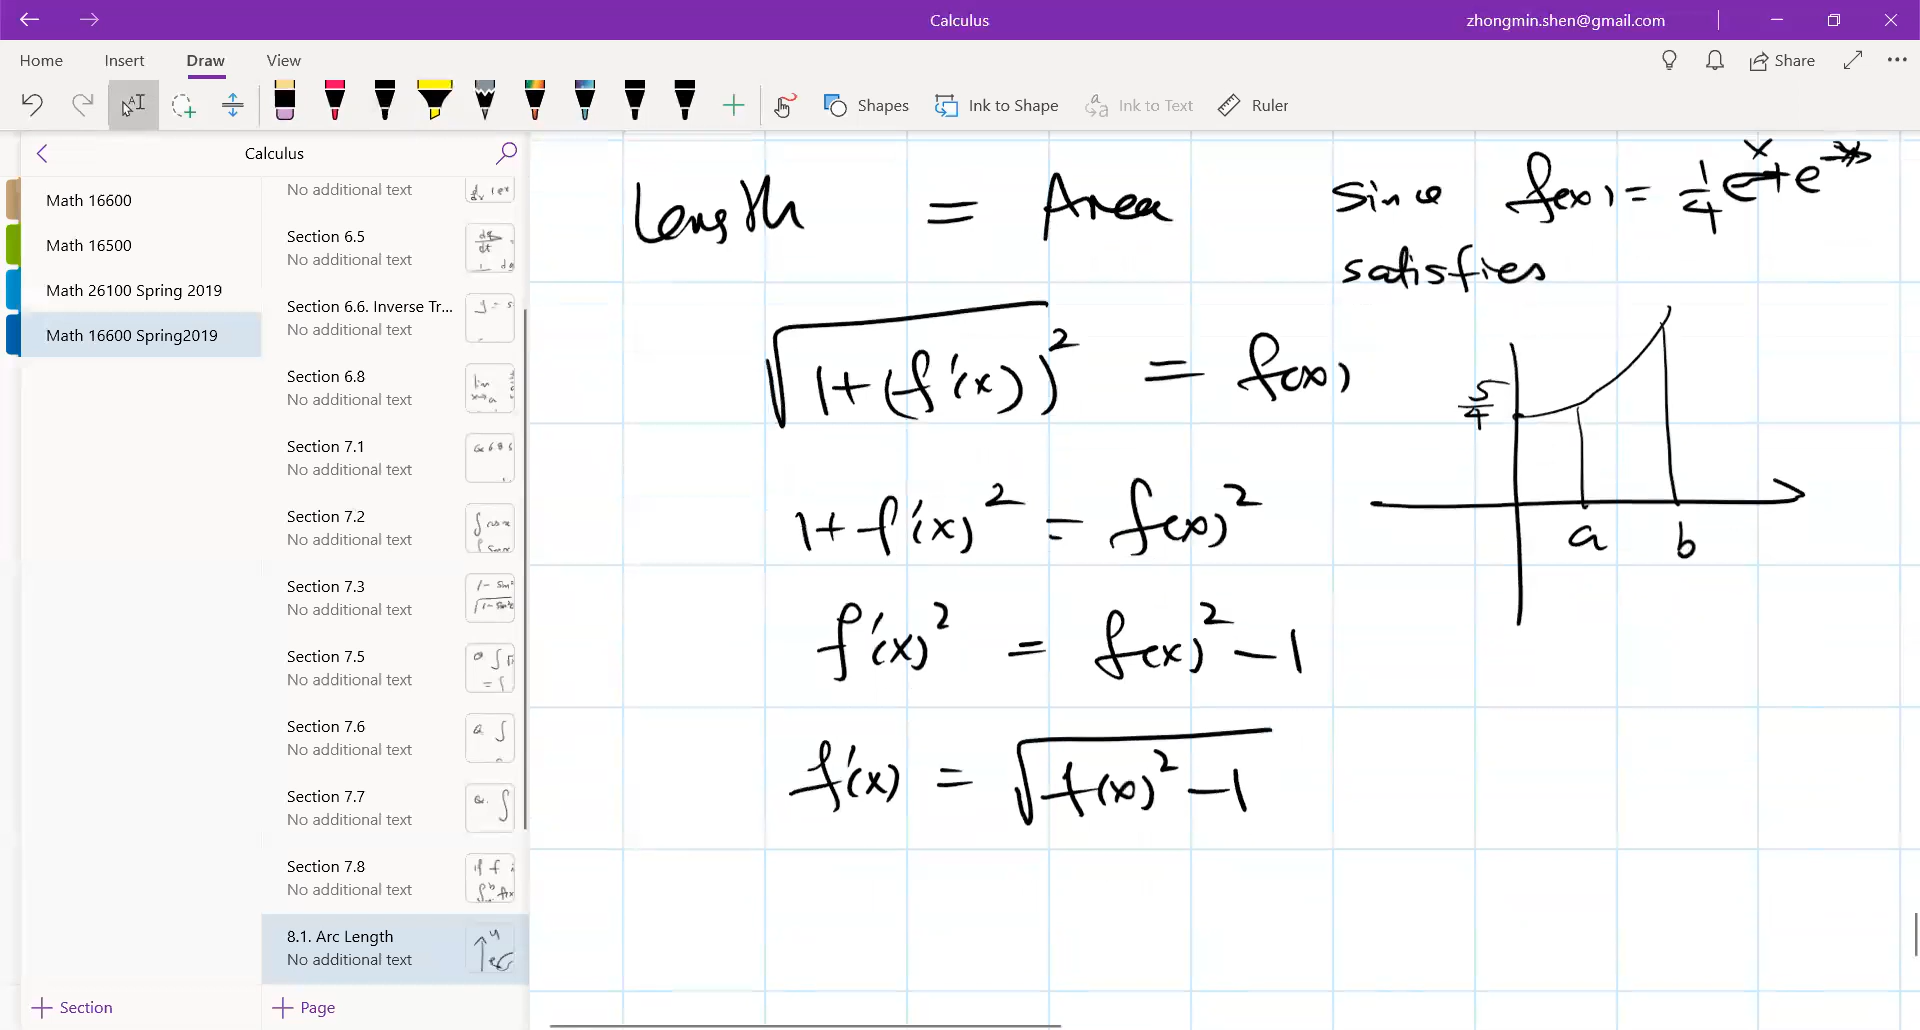 Calculus
zhongmin.shen@gmail.com
Home Insert Draw View
Share
Shapes
Ink to Shape
Ink to Text
Ruler
Calculus
Math 16600
Math 16500
Math 26100 Spring 2019
Math 16600 Spring2019
No additional text
Section 6.5
No additional text
Section 6.6. Inverse Tr...
No additional text
Section 6.8
No additional text
Section 7.1
No additional text
Section 7.2
No additional text
Section 7.3
No additional text
Section 7.5
No additional text
Section 7.6
No additional text
Section 7.7
No additional text
Section 7.8
No additional text
8.1. Arc Length
No additional text
Section
Page
Length = Area
Since f(x) = 1/4 e^x + e^-x
satisfies
√(1+(f'(x))² = f(x)
1+f'(x)² = f(x)²
f'(x)² = f(x)² -1
f'(x) = √(f(x)² -1)
5/4
a b